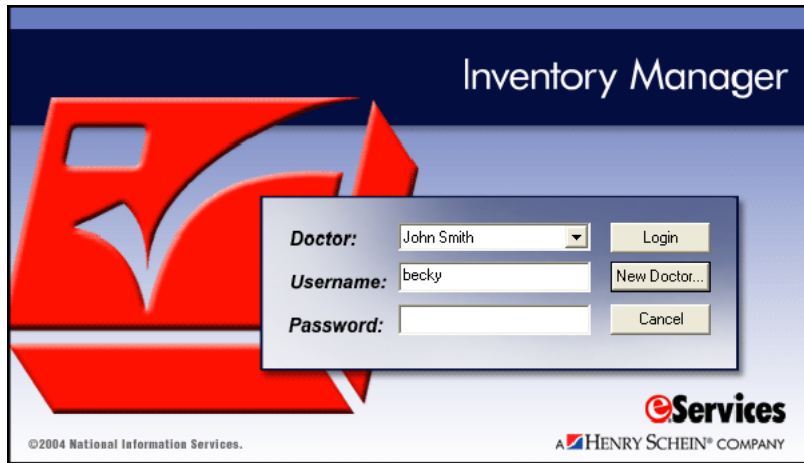 Inventory Manager
Doctor: John Smith Login
Username: becky New Doctor...
Password: Cancel
eServices
©2004 National Information Services.
A HENRY SCHEIN® COMPANY